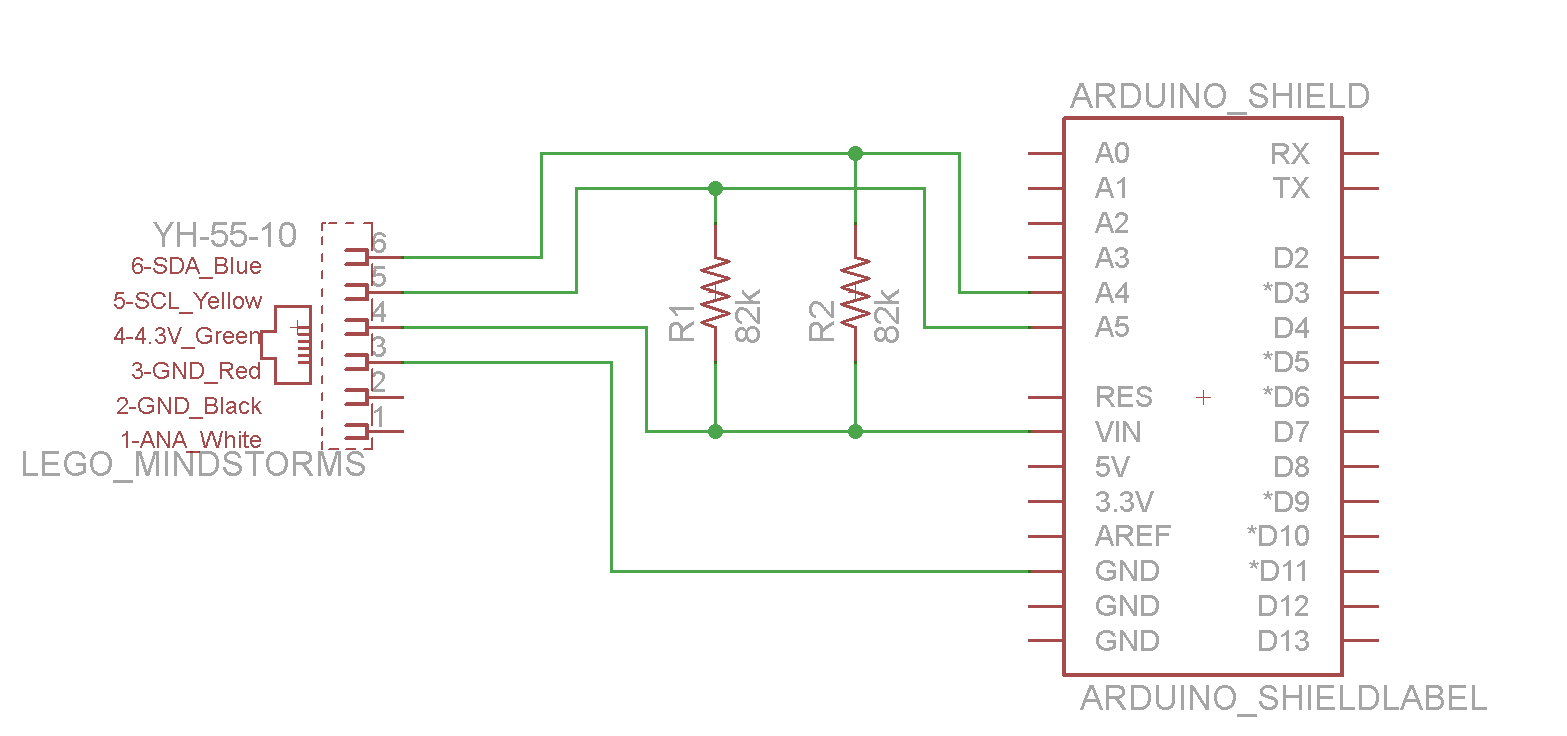 YH-55-10
6-SDA_Blue
5-SCL_Yellow
4-4.3V_Green
3-GND_Red
2-GND_Black
1-ANA_White
LEGO_MINDSTORMS
6
5
4
3
2
1
R1
82k
R2
82k
ARDUINO_SHIELD
A0
A1
A2
A3
A4
A5
RES
VIN
5V
3.3V
AREF
GND
GND
GND
RX
TX
D2
*D3
D4
*D5
*D6
D7
D8
*D9
*D10
*D11
D12
D13
ARDUINO_SHIELDLABEL